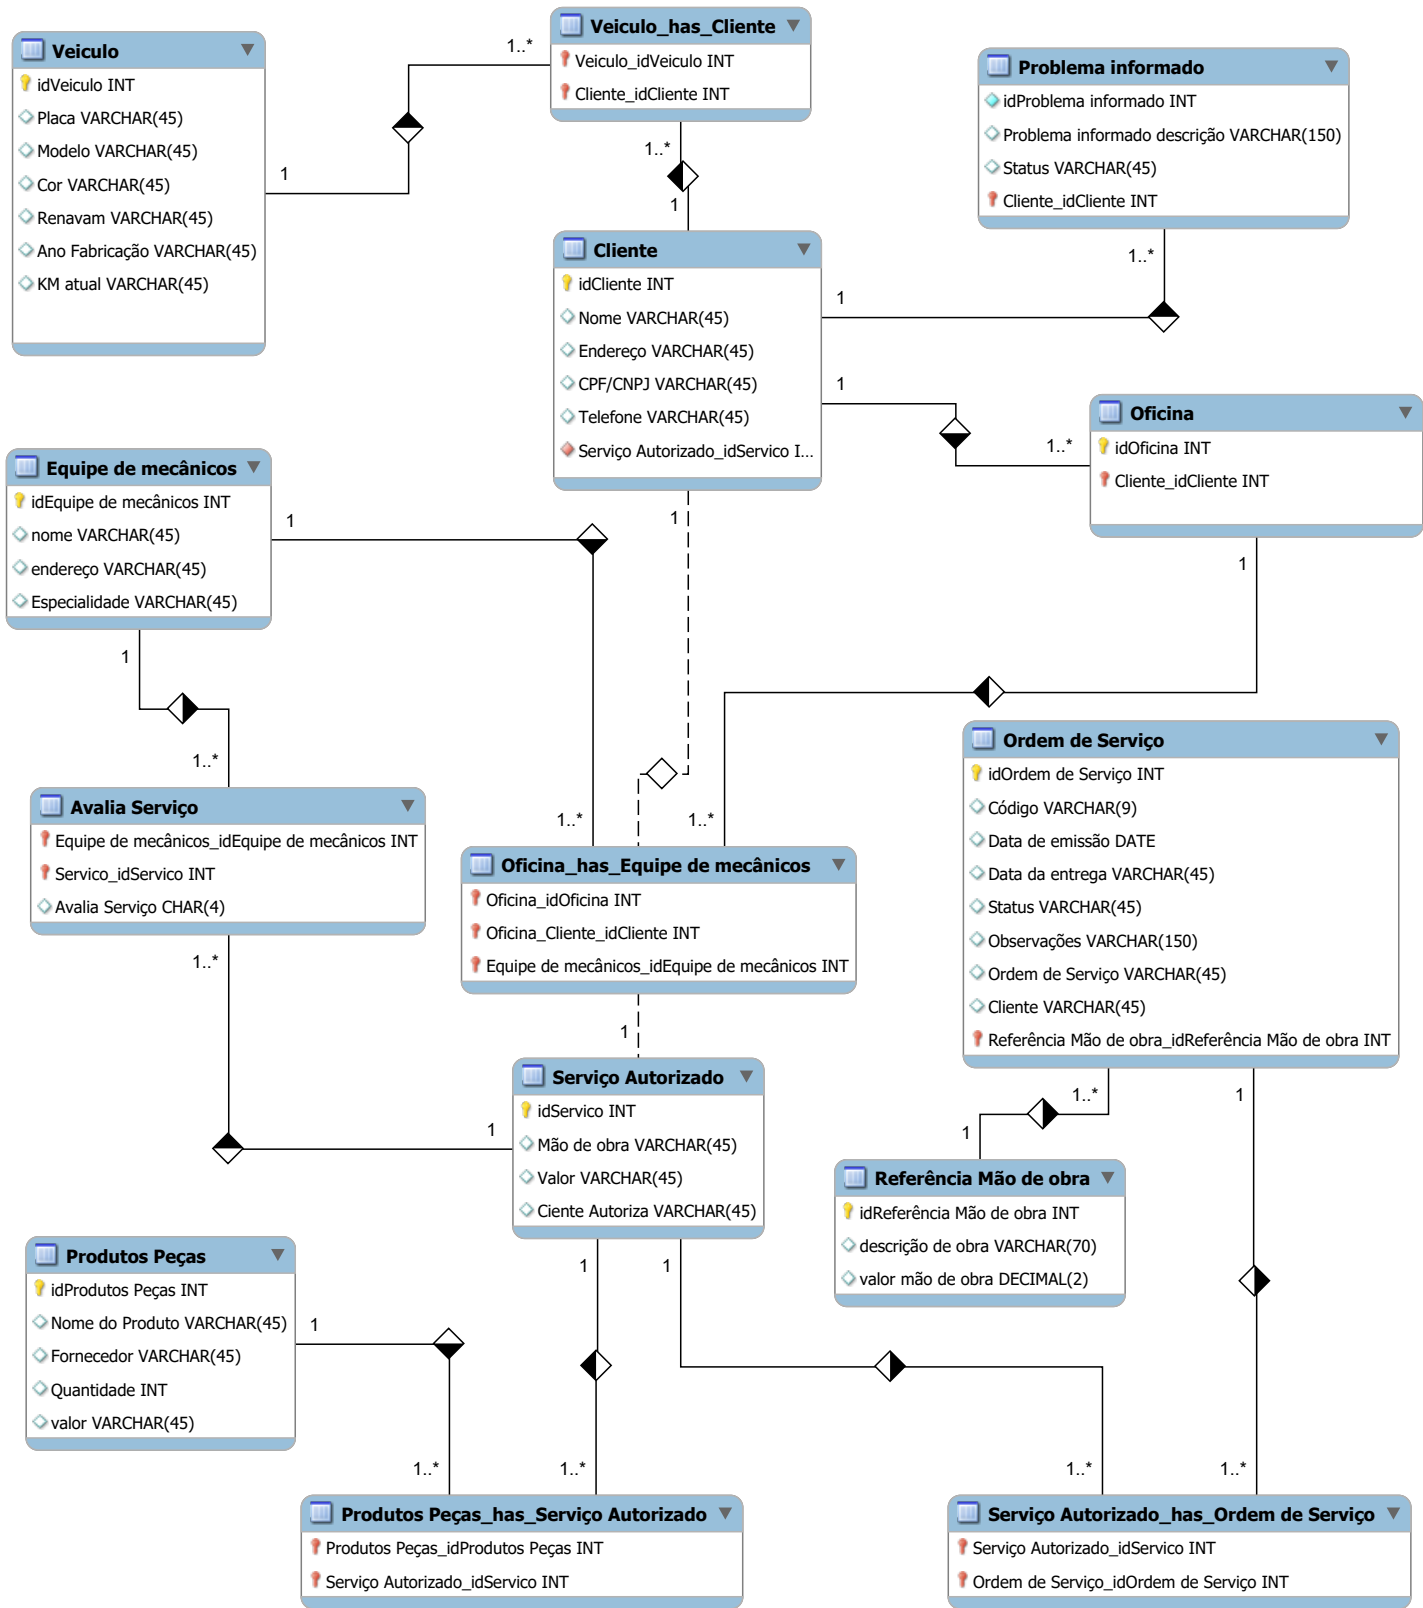 Veiculo
idVeiculo INT
Placa VARCHAR(45)
Modelo VARCHAR(45)
Cor VARCHAR(45)
Renavam VARCHAR(45)
Ano Fabricação VARCHAR(45)
KM atual VARCHAR(45)
1
1..*
Veiculo_has_Cliente
Veiculo_idVeiculo INT
Cliente_idCliente INT
1..*
1
Problema informado
idProblema informado INT
Problema informado descrição VARCHAR(150)
Status VARCHAR(45)
Cliente_idCliente INT
1..*
1
Cliente
idCliente INT
Nome VARCHAR(45)
Endereço VARCHAR(45)
CPF/CNPJ VARCHAR(45)
Telefone VARCHAR(45)
Serviço Autorizado_idServico I...
1
1..*
1
Oficina
idOficina INT
Cliente_idCliente INT
1
Equipe de mecânicos
idEquipe de mecânicos INT
nome VARCHAR(45)
endereço VARCHAR(45)
Especialidade VARCHAR(45)
1
1
1..*
1..*
1..*
Avalia Serviço
Equipe de mecânicos_idEquipe de mecânicos INT
Servico_idServico INT
Avalia Serviço CHAR(4)
1..*
Oficina_has_Equipe de mecânicos
Oficina_idOficina INT
Oficina_Cliente_idCliente INT
Equipe de mecânicos_idEquipe de mecânicos INT
1
Ordem de Serviço
idOrdem de Serviço INT
Código VARCHAR(9)
Data de emissão DATE
Data da entrega VARCHAR(45)
Status VARCHAR(45)
Observações VARCHAR(150)
Ordem de Serviço VARCHAR(45)
Cliente VARCHAR(45)
Referência Mão de obra_idReferência Mão de obra INT
1..*
1
1
Serviço Autorizado
idServico INT
Mão de obra VARCHAR(45)
Valor VARCHAR(45)
Ciente Autoriza VARCHAR(45)
1
1
1
Referência Mão de obra
idReferência Mão de obra INT
descrição de obra VARCHAR(70)
valor mão de obra DECIMAL(2)
Produtos Peças
idProdutos Peças INT
Nome do Produto VARCHAR(45)
Fornecedor VARCHAR(45)
Quantidade INT
valor VARCHAR(45)
1
1..*
1..*
1..*
1..*
Produtos Peças_has_Serviço Autorizado
Produtos Peças_idProdutos Peças INT
Serviço Autorizado_idServico INT
Serviço Autorizado_has_Ordem de Serviço
Serviço Autorizado_idServico INT
Ordem de Serviço_idOrdem de Serviço INT